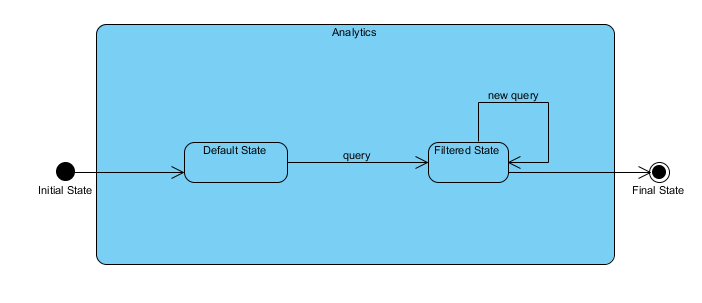 Analytics
new query
Default State
query
Filtered State
Initial State
Final State